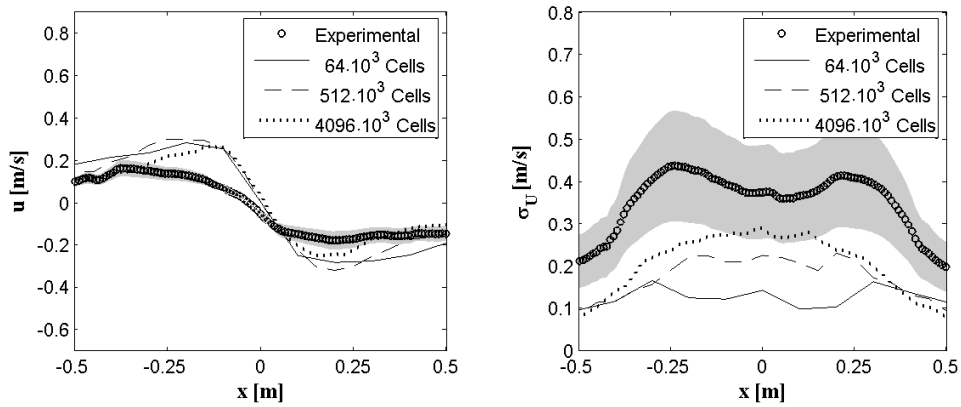 0.8
0.6
0.4
0.2
0
-0.2
-0.4
-0.6
u [m/s]
-0.5
-0.25
0
0.25
0.5
x [m]
Experimental
64.10³ Cells
512.10³ Cells
4096.10³ Cells
0.8
0.7
0.6
0.5
0.4
0.3
0.2
0.1
0
σU [m/s]
-0.5
-0.25
0
0.25
0.5
x [m]
Experimental
64.10³ Cells
512.10³ Cells
4096.10³ Cells